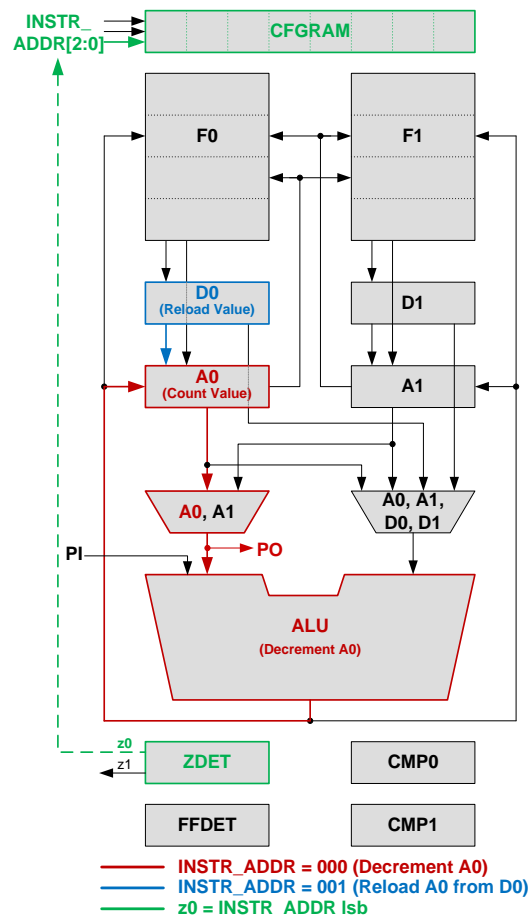 INSTR_
ADDR[2:0]
CFGRAM
F0
F1
D0
(Reload Value)
D1
A0
(Count Value)
A1
A0, A1
A0, A1,
D0, D1
PI
PO
ALU
(Decrement A0)
z0
z1
ZDET
CMP0
FFDET
CMP1
INSTR_ADDR = 000 (Decrement A0)
INSTR_ADDR = 001 (Reload A0 from D0)
z0 = INSTR_ADDR lsb